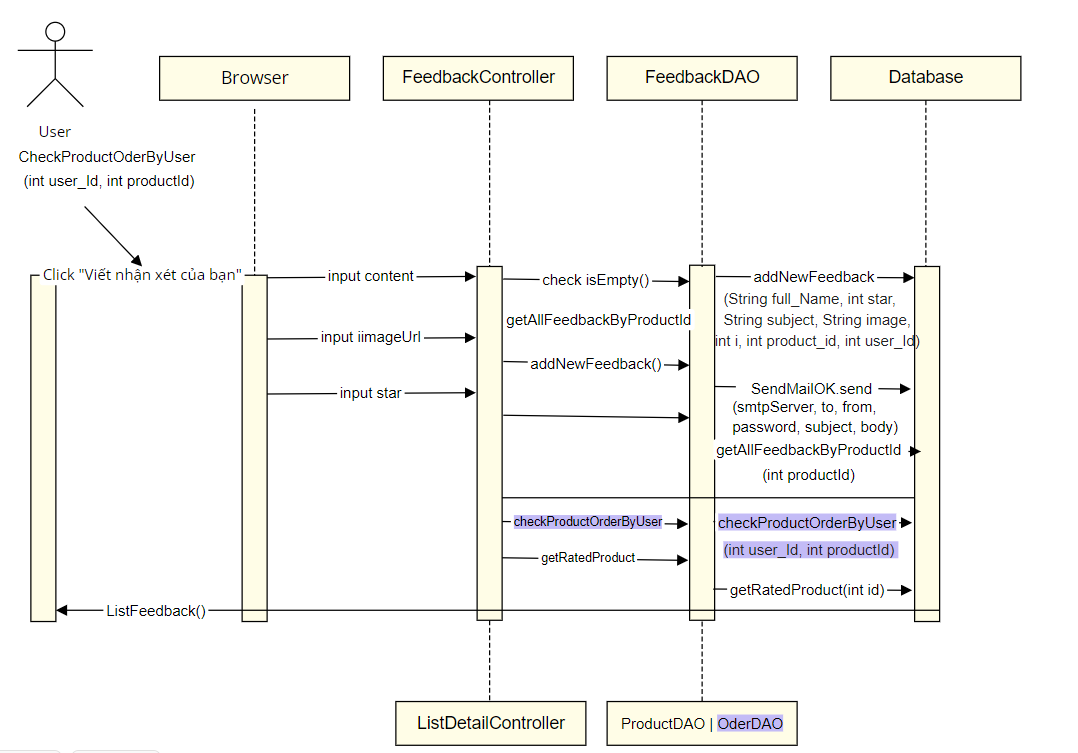 Browser
FeedbackController
FeedbackDAO
Database
User
CheckProductOderByUser
(int user_Id, int productId)
Click "Viết nhận xét của bạn"
input content
check isEmpty()
addNewFeedback
(String full_Name, int star,
String subject, String image,
int i, int product_id, int user_Id)
getAllFeedbackByProductId
input iimageUrl
addNewFeedback()
input star
SendMailOK.send
(smtpServer, to, from,
password, subject, body)
getAllFeedbackByProductId
(int productId)
checkProductOrderByUser
checkProductOrderByUser
(int user_Id, int productId)
getRatedProduct
getRatedProduct(int id)
ListFeedback()
ListDetailController
ProductDAO | OderDAO